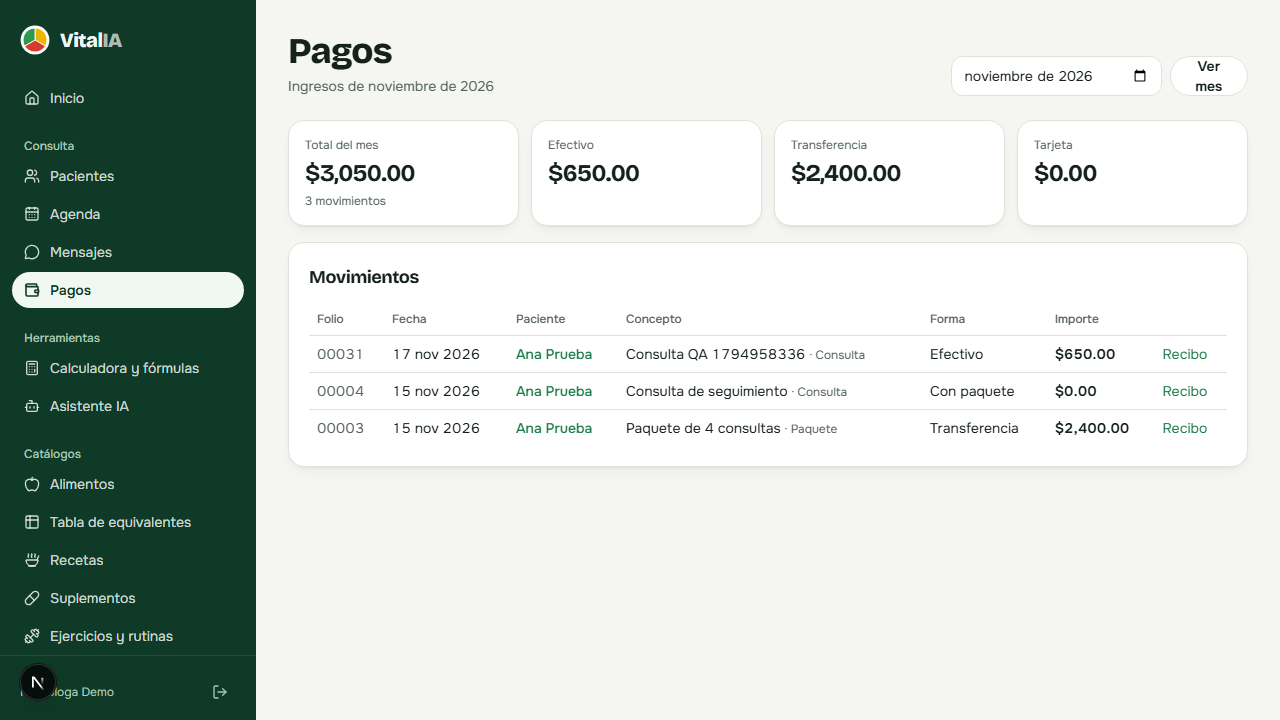 VitalIA
Inicio
Consulta
Pacientes
Agenda
Mensajes
Pagos
Herramientas
Calculadora y fórmulas
Asistente IA
Catálogos
Alimentos
Tabla de equivalentes
Recetas
Suplementos
Ejercicios y rutinas
Demo
Pagos
Ingresos de noviembre de 2026
noviembre de 2026
Ver
mes
Total del mes
$3,050.00
3 movimientos
Efectivo
$650.00
Transferencia
$2,400.00
Tarjeta
$0.00
Movimientos
Folio Fecha Paciente Concepto Forma Importe
00031 17 nov 2026 Ana Prueba Consulta QA 1794958336 · Consulta Efectivo $650.00 Recibo
00004 15 nov 2026 Ana Prueba Consulta de seguimiento · Consulta Con paquete $0.00 Recibo
00003 15 nov 2026 Ana Prueba Paquete de 4 consultas · Paquete Transferencia $2,400.00 Recibo